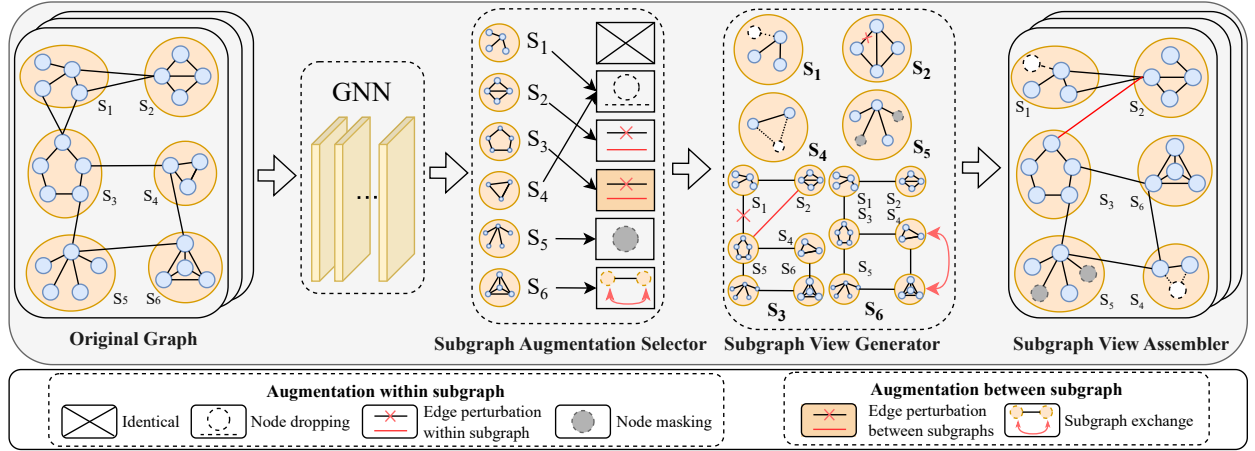 S1
S2
S3
S4
S5
S6
Original Graph
GNN
...
S1
S2
S3
S4
S5
S6
Subgraph Augmentation Selector
S1
S2
S4
S5
S1
S2
S4
S5
S6
S3
S1
S2
S3
S4
S5
S6
Subgraph View Generator
S1
S2
S3
S6
S5
S4
Subgraph View Assembler
Augmentation within subgraph
Identical
Node dropping
Edge perturbation
within subgraph
Node masking
Augmentation between subgraph
Edge perturbation
between subgraphs
Subgraph exchange